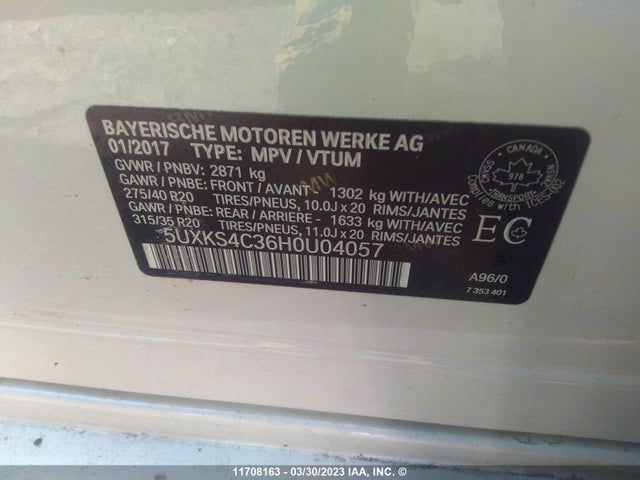 BAYERISCHE MOTOREN WERKE AG
01/2017 TYPE: MPV / VTUM
GVWR / PNBV: 2871 kg
GAWR / PNBE: FRONT / AVANT - 1302 kg WITH/AVEC
275/40 R20 TIRES/PNEUS, 10.0J x 20 RIMS/JANTES
GAWR / PNBE: REAR / ARRIERE - 1633 kg WITH/AVEC
315/35 R20 TIRES/PNEUS, 11.0J x 20 RIMS/JANTES
5UXKS4C36H0U04057
CANADA
978
TRANSPORT
EC
A96/0
7 353 401
11708163 - 03/30/2023 IAA, INC. ©